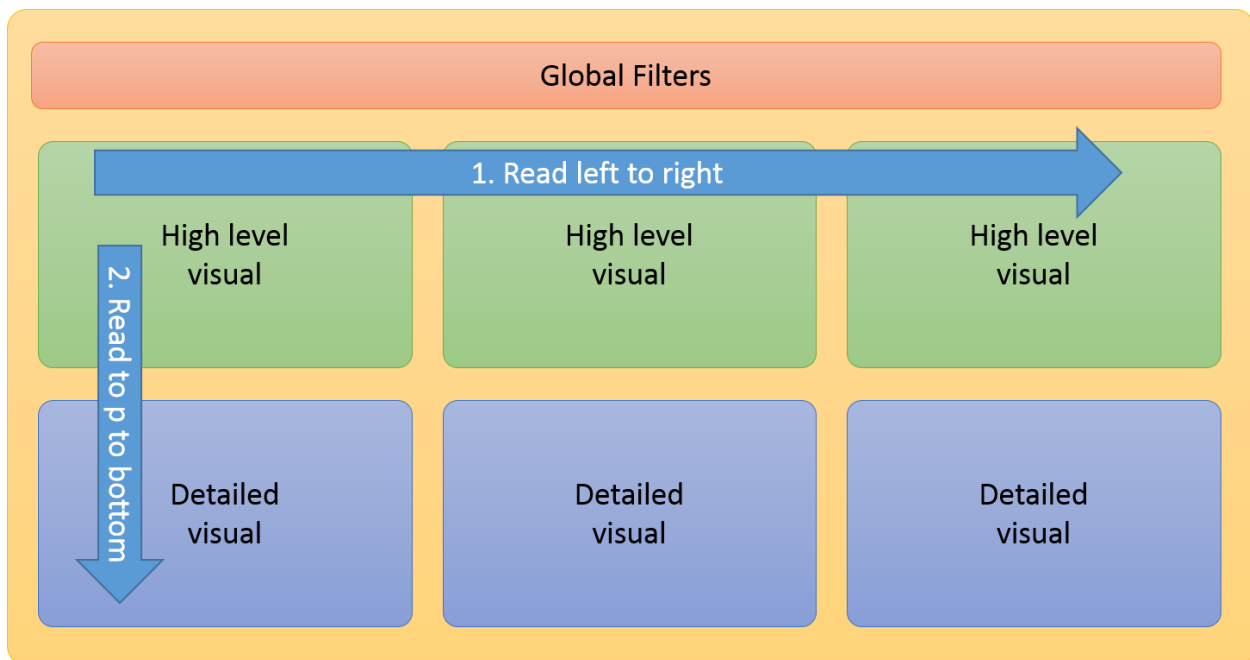 Global Filters
1. Read left to right
High level
visual
High level
visual
High level
visual
2. Read to p to bottom
Detailed
visual
Detailed
visual
Detailed
visual